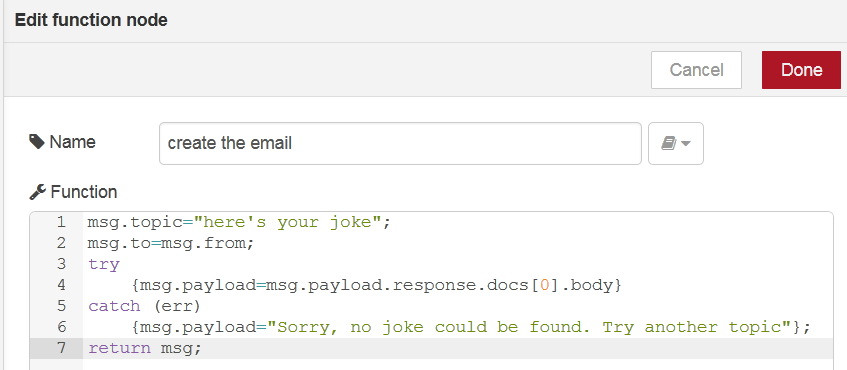 Edit function node
Cancel Done
Name create the email
Function
1 msg.topic="here's your joke";
2 msg.to=msg.from;
3 try
4 {msg.payload=msg.payload.response.docs[0].body}
5 catch (err)
6 {msg.payload="Sorry, no joke could be found. Try another topic"};
7 return msg;